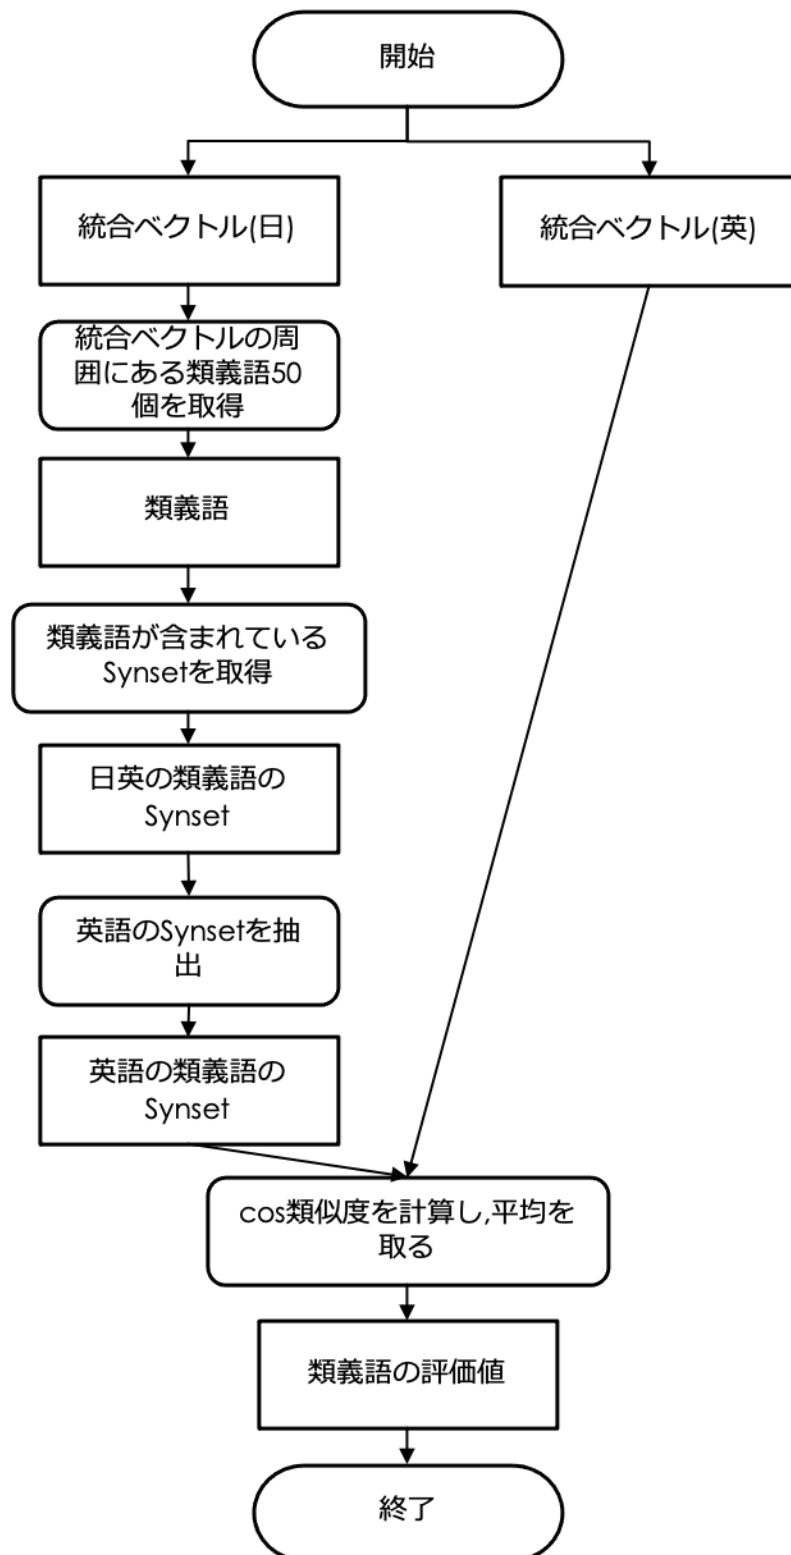 開始
統合ベクトル(日)
統合ベクトル(英)
統合ベクトルの周
囲にある類義語50
個を取得
類義語
類義語が含まれている
Synsetを取得
日英の類義語の
Synset
英語のSynsetを抽
出
英語の類義語の
Synset
cos類似度を計算し,平均を
取る
類義語の評価値
終了